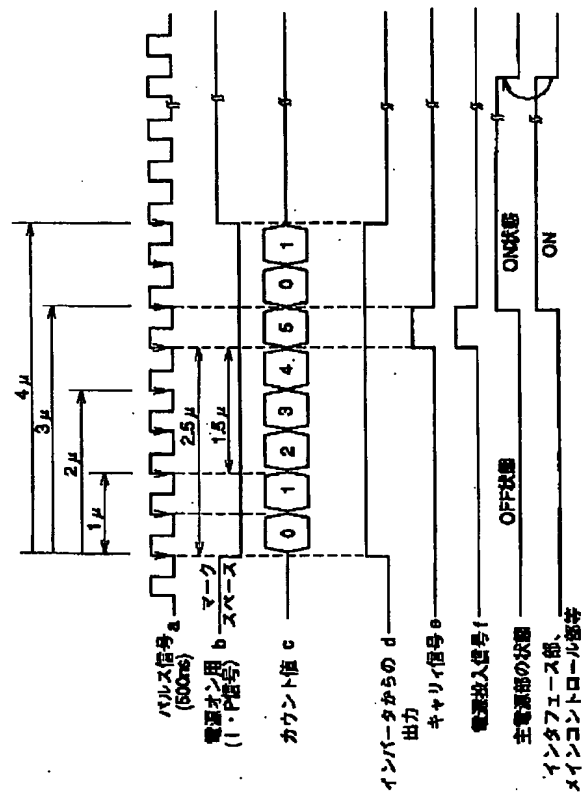 4μ
3μ
2μ
1μ
パルス信号 a
(500ns)
2.5μ
1.5μ
電源オン用 b
(I・P信号)
マーク
スペース
カウント値 c
0 1 2 3 4 5 0 1
インバータからの d
出力
キャリィ信号 e
電源投入信号 f
主電源部の状態
OFF状態
ON状態
インタフェース部、
メインコントロール部等
ON